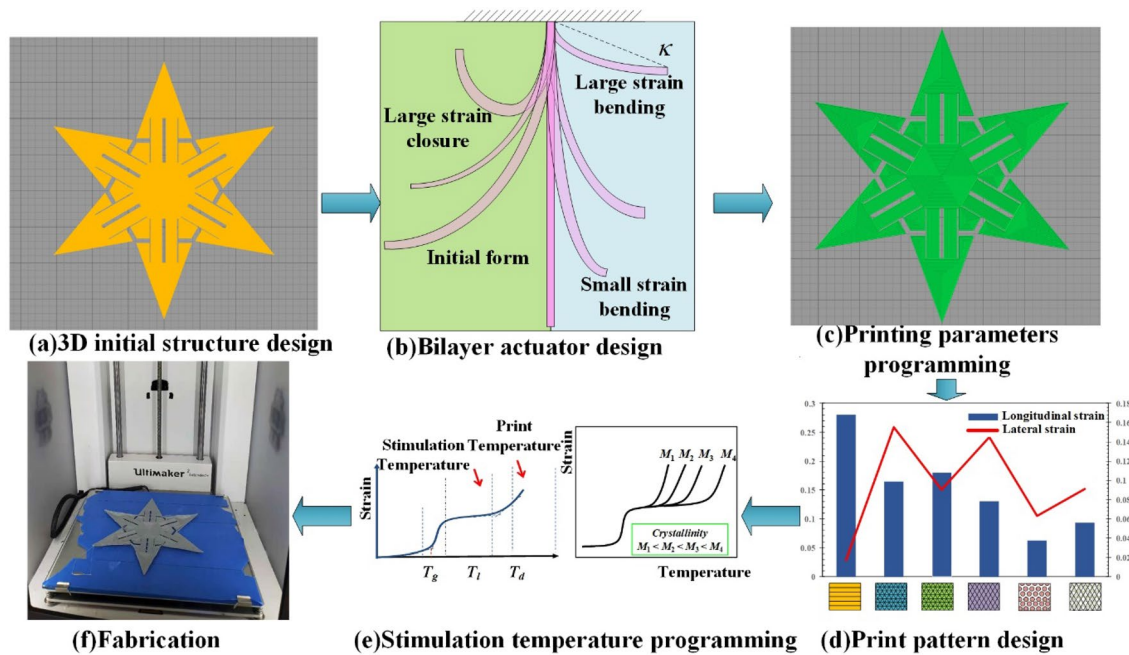 κ
Large strain
bending
Large strain
closure
Initial form
Small strain
bending
(a)3D initial structure design
(b)Bilayer actuator design
(c)Printing parameters
programming
Ultimaker
(f)Fabrication
Print
Stimulation Temperature
Temperature
Strain
Tg Tl Td
Strain
M1 M2 M3 M4
Crystallinity
M1 < M2 < M3 < M4
Temperature
(e)Stimulation temperature programming
Longitudinal strain
Lateral strain
0.3
0.25
0.2
0.15
0.1
0.05
0
0.18
0.16
0.14
0.12
0.1
0.08
0.06
0.04
0.02
0
(d)Print pattern design